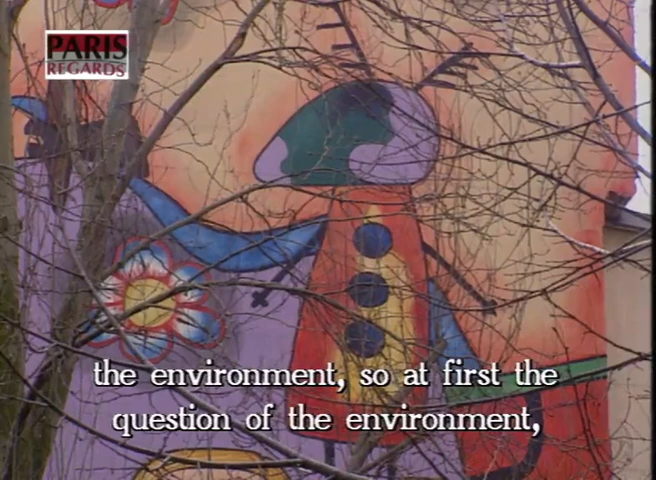 PARIS
REGARDS
the environment, so at first the
question of the environment,